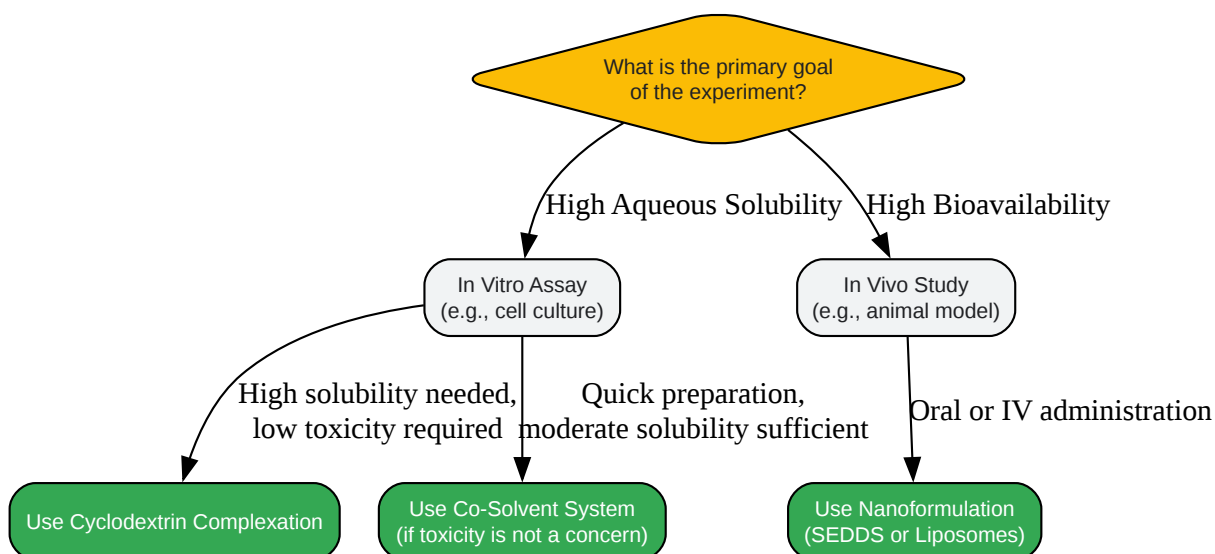 What is the primary goal
of the experiment?
High Aqueous Solubility
High Bioavailability
In Vitro Assay
(e.g., cell culture)
In Vivo Study
(e.g., animal model)
High solubility needed,
low toxicity required
Quick preparation,
moderate solubility sufficient
Oral or IV administration
Use Cyclodextrin Complexation
Use Co-Solvent System
(if toxicity is not a concern)
Use Nanoformulation
(SEDDS or Liposomes)